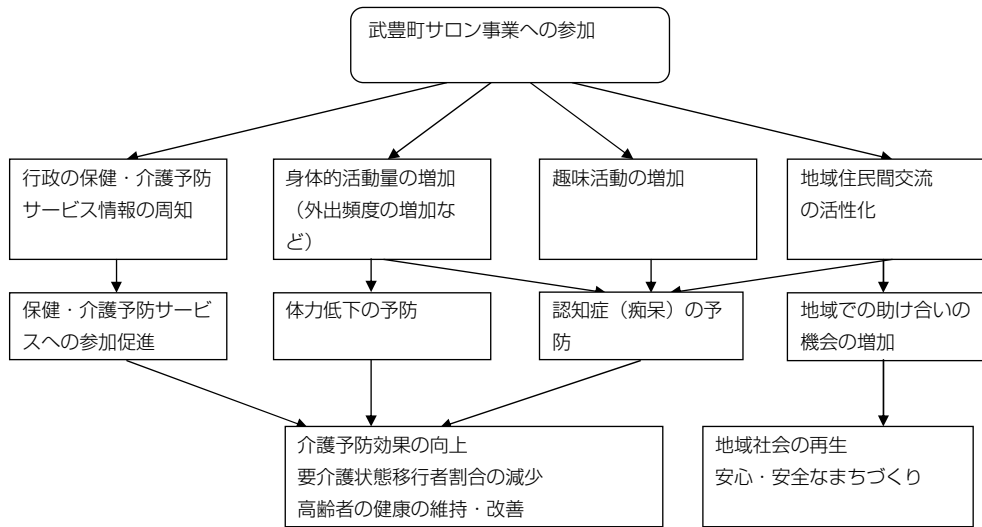 武豊町サロン事業への参加
行政の保健・介護予防
サービス情報の周知
身体的活動量の増加
（外出頻度の増加な
ど）
趣味活動の増加
地域住民間交流
の活性化
保健・介護予防サービ
スへの参加促進
体力低下の予防
認知症（痴呆）の予
防
地域での助け合いの
機会の増加
介護予防効果の向上
要介護状態移行者割合の減少
高齢者の健康の維持・改善
地域社会の再生
安心・安全なまちづくり